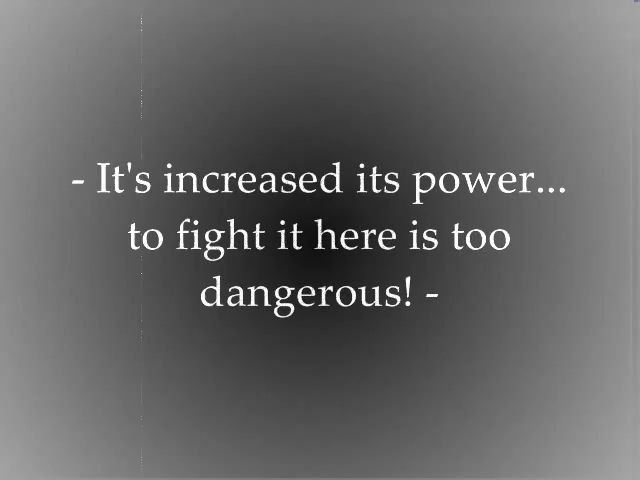 - It's increased its power...
to fight it here is too
dangerous! -